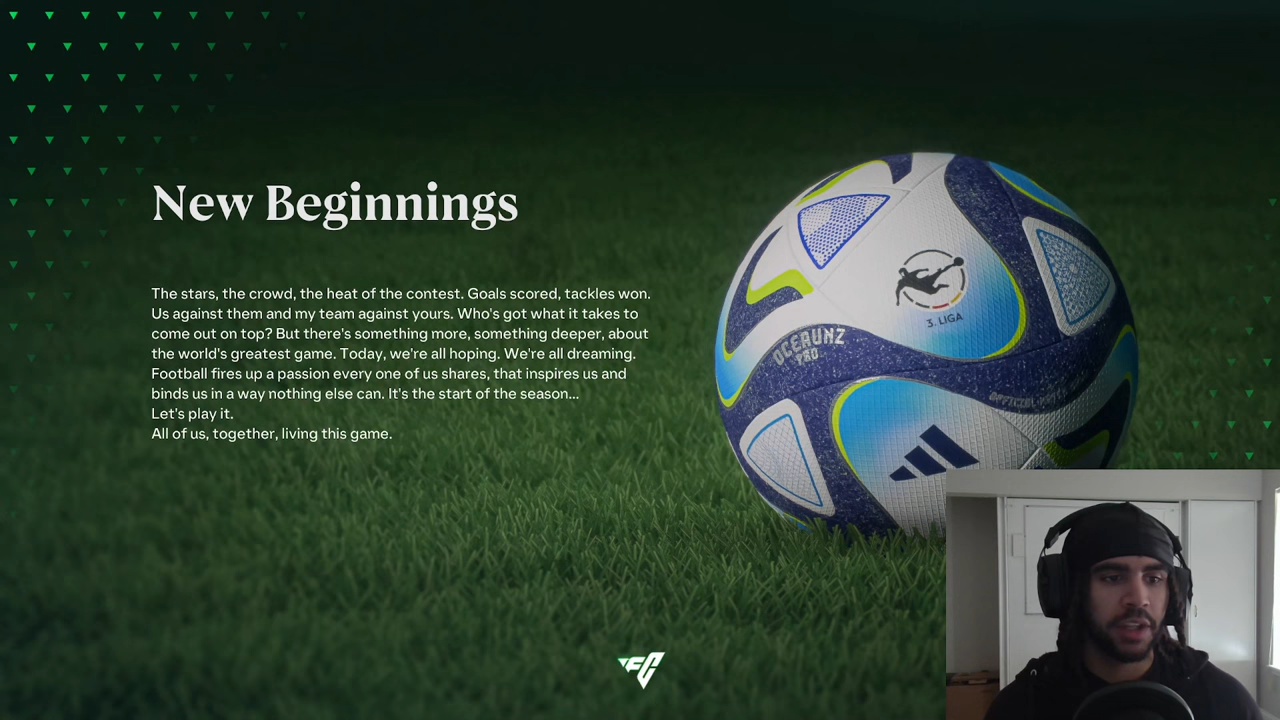 New Beginnings
The stars, the crowd, the heat of the contest. Goals scored, tackles won.
Us against them and my team against yours. Who's got what it takes to
come out on top? But there's something more, something deeper, about
the world's greatest game. Today, we're all hoping. We're all dreaming.
Football fires up a passion every one of us shares, that inspires us and
binds us in a way nothing else can. It's the start of the season...
Let's play it.
All of us, together, living this game.
3. LIGA
OCEAUNZ
PRO
FC